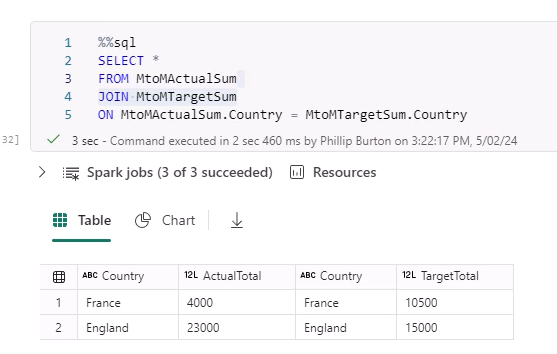 1 %%sql
2 SELECT *
3 FROM MtoMActualSum
4 JOIN MtoMTargetSum
5 ON MtoMActualSum.Country = MtoMTargetSum.Country
32] 3 sec - Command executed in 2 sec 460 ms by Phillip Burton on 3:22:17 PM, 5/02/24
Spark jobs (3 of 3 succeeded) Resources
Table Chart
ABC Country 12L ActualTotal ABC Country 12L TargetTotal
1 France 4000 France 10500
2 England 23000 England 15000